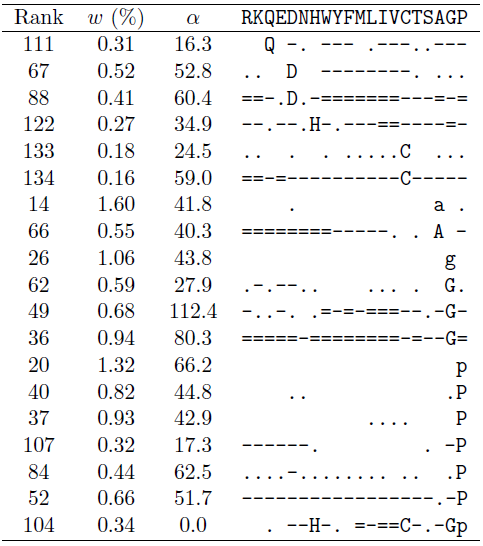 Rank w (%) α RKQEDNHWYFMLIVCTSAGP
111 0.31 16.3   Q -. --- .---..---
67 0.52 52.8 ..  D  --------. ...
88 0.41 60.4 ==-.D.-=======---=-=
122 0.27 34.9 --.--.H-.---==----=-
133 0.18 24.5 ..  .  . .....C  ...
134 0.16 59.0 ==-=----------C-----
14 1.60 41.8     .            a .
66 0.55 40.3 ========-----. . A -
26 1.06 43.8                   g
62 0.59 27.9 .-.--..    ... .  G.
49 0.68 112.4 -..-. .=-=-===--.-G-
36 0.94 80.3 =====-========-=--G=
20 1.32 66.2                    p
40 0.82 44.8     ..            .P
37 0.93 42.9            ....    P
107 0.32 17.3 ------.         . -P
84 0.44 62.5 ....-........ ..  .P
52 0.66 51.7 -----------------.-P
104 0.34 0.0   . --H-. =-==C-.-Gp